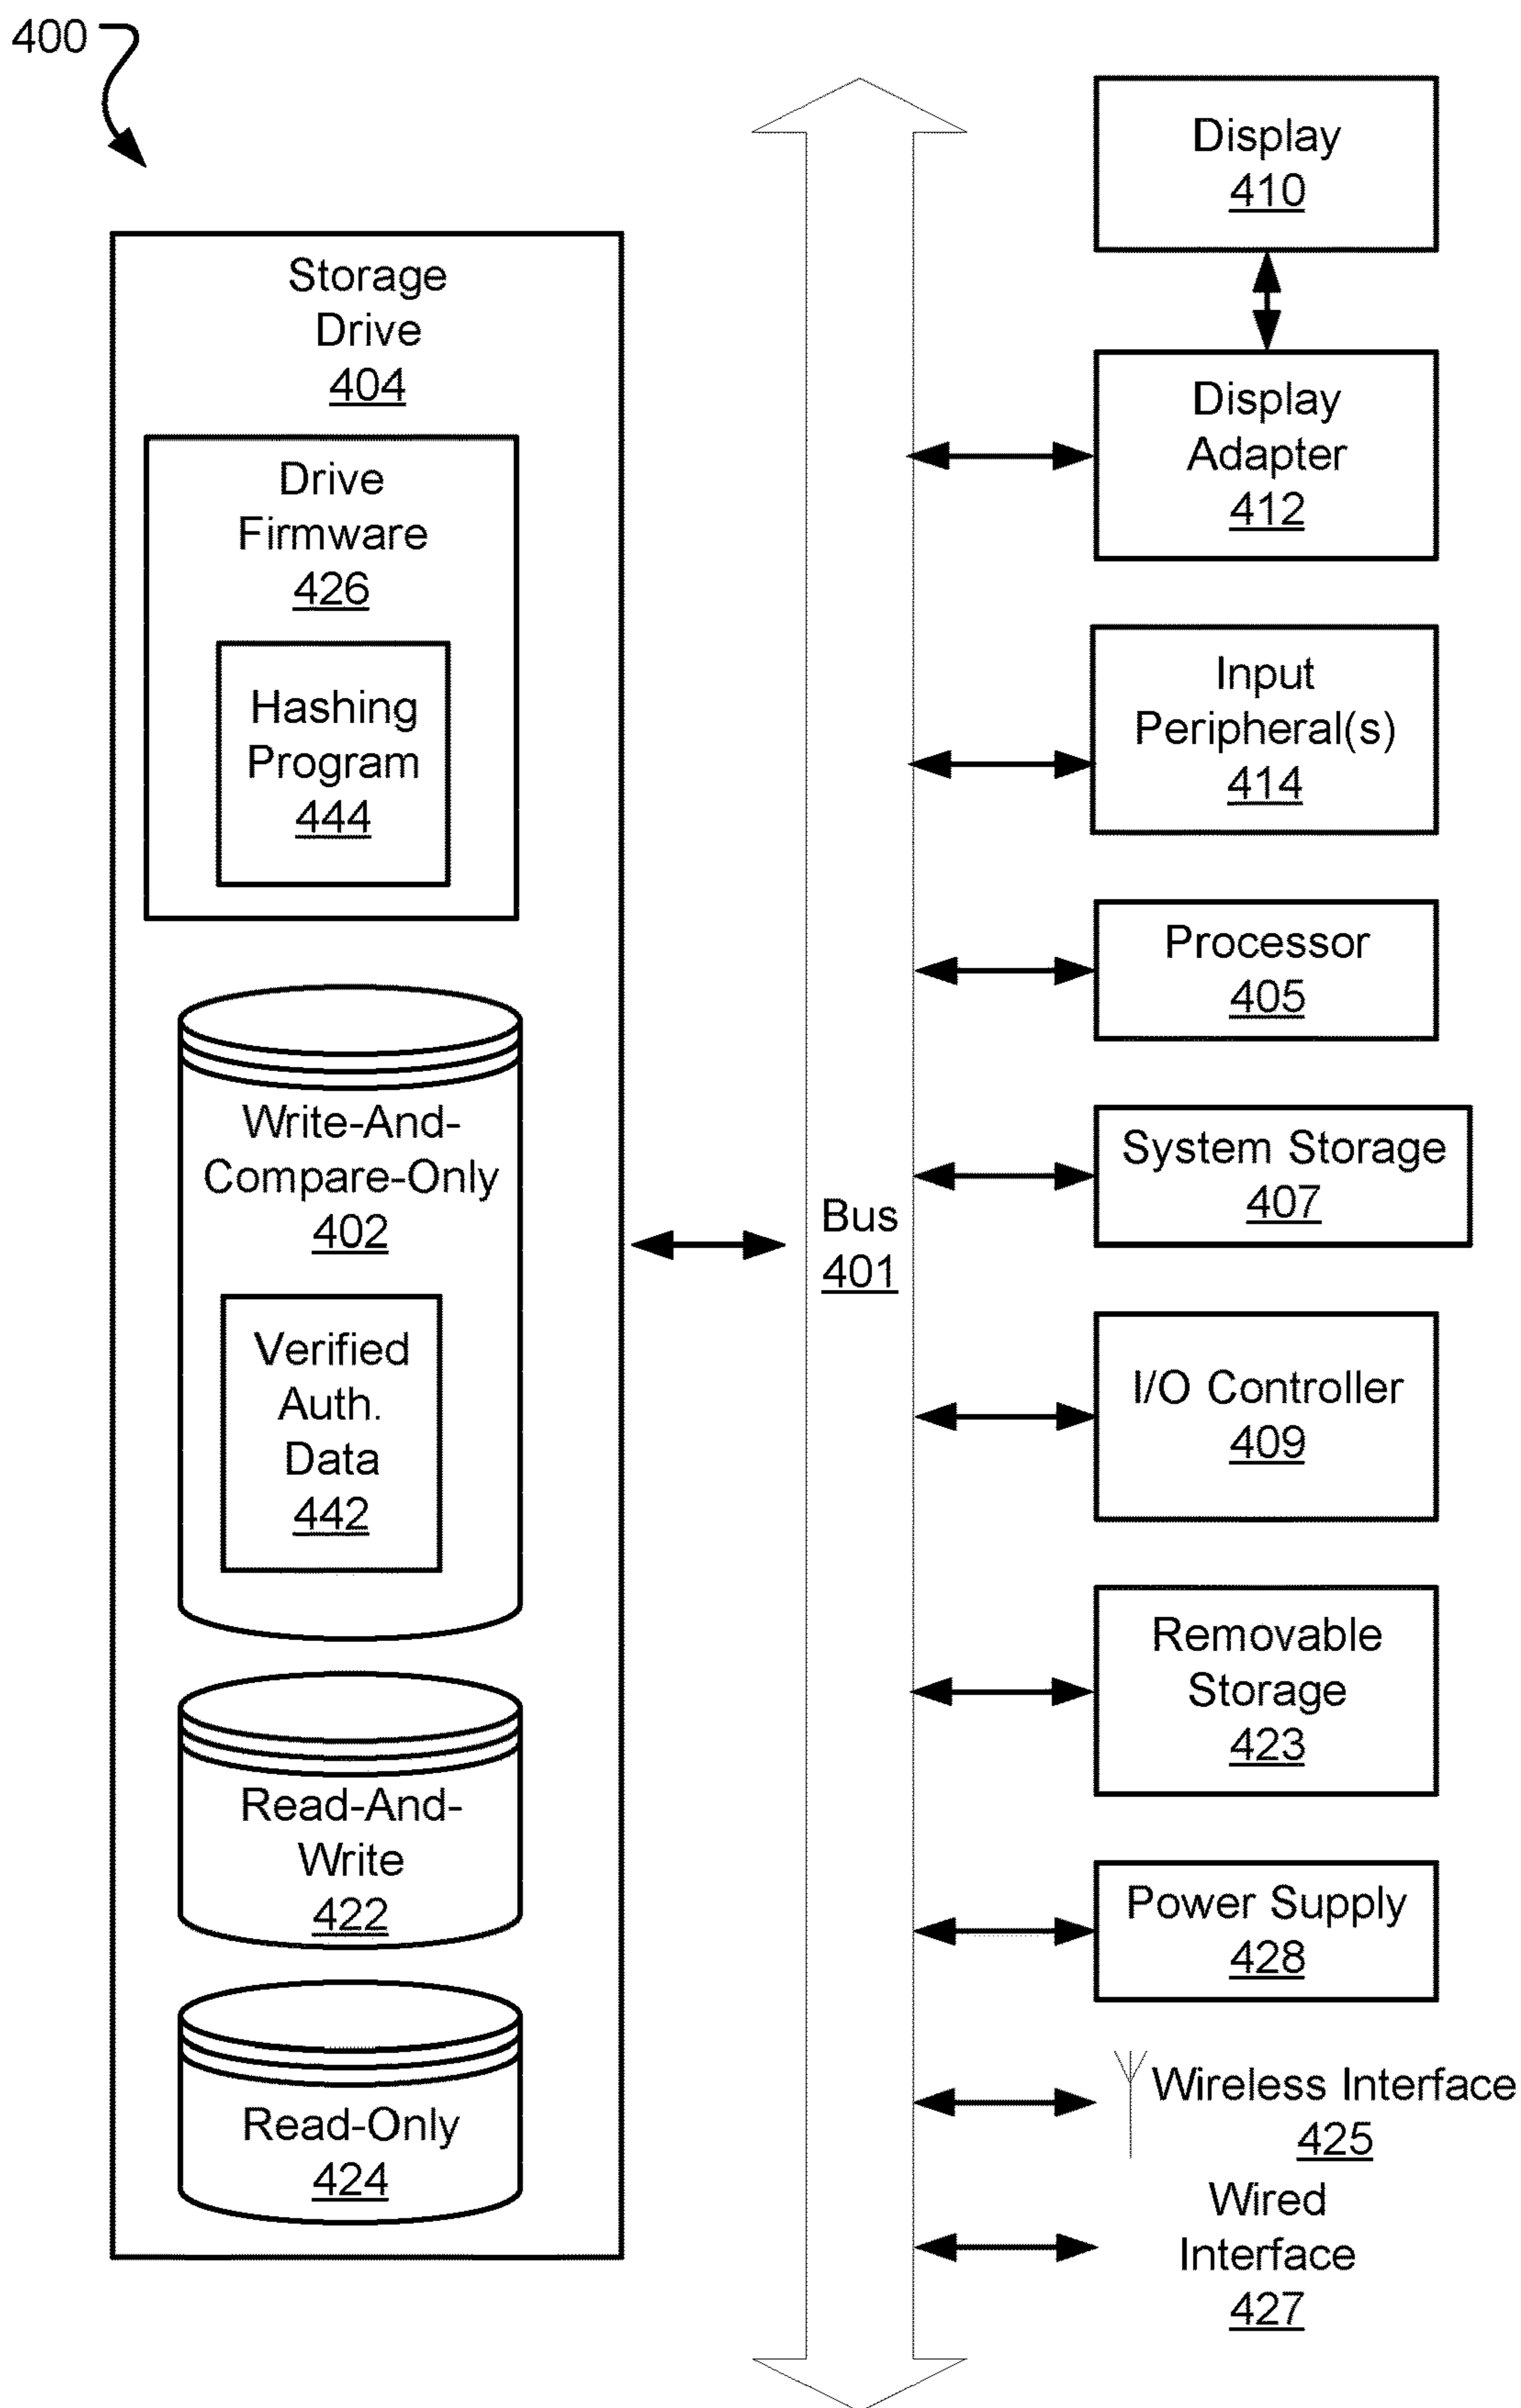 400
Storage
Drive
404
Drive
Firmware
426
Hashing
Program
444
Write-And-
Compare-Only
402
Verified
Auth.
Data
442
Read-And-
Write
422
Read-Only
424
Bus
401
Display
410
Display
Adapter
412
Input
Peripheral(s)
414
Processor
405
System Storage
407
I/O Controller
409
Removable
Storage
423
Power Supply
428
Wireless Interface
425
Wired
Interface
427